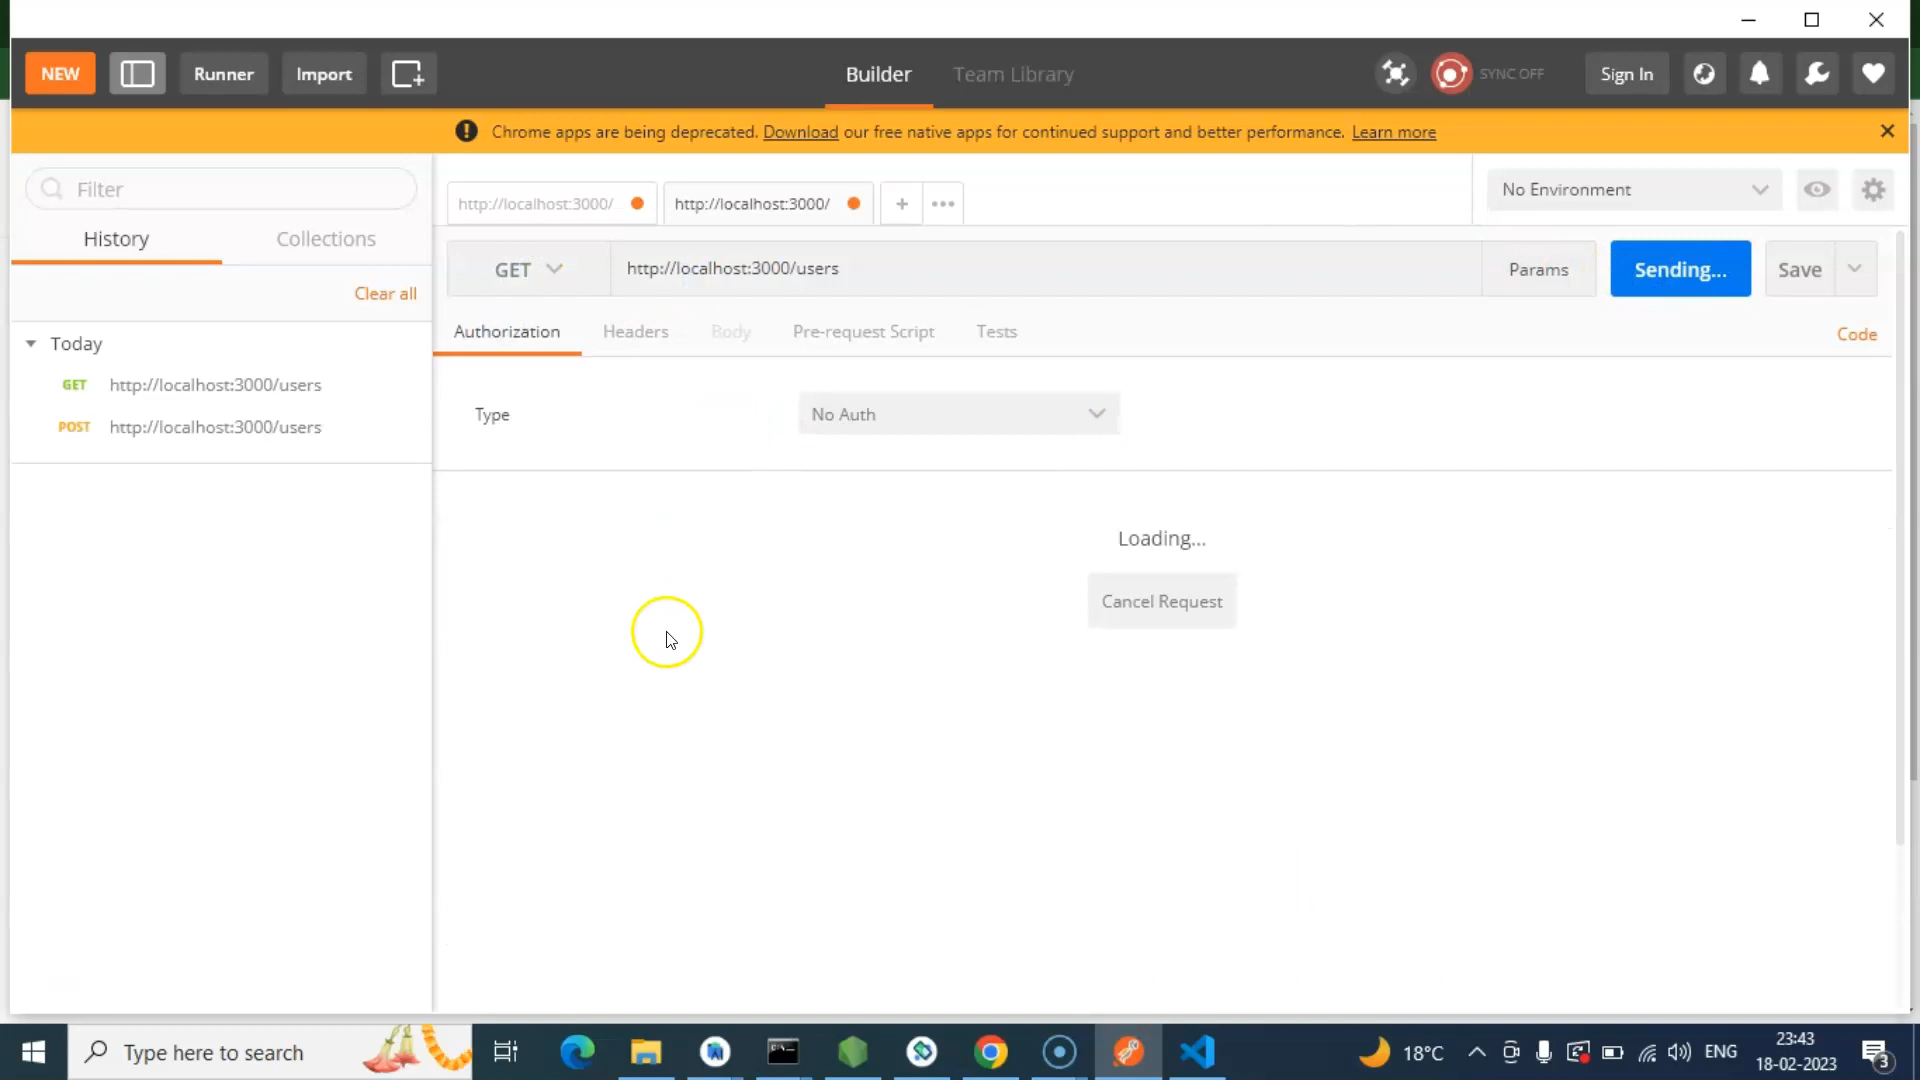 NEW
Runner
Import
Builder
Team Library
SYNC OFF
Sign In
Chrome apps are being deprecated. Download our free native apps for continued support and better performance. Learn more
Filter
History
Collections
Clear all
Today
GET http://localhost:3000/users
POST http://localhost:3000/users
http://localhost:3000/
http://localhost:3000/
No Environment
GET
http://localhost:3000/users
Params
Sending...
Save
Authorization
Headers
Body
Pre-request Script
Tests
Code
Type
No Auth
Loading...
Cancel Request
Type here to search
18°C
ENG
23:43
18-02-2023
3